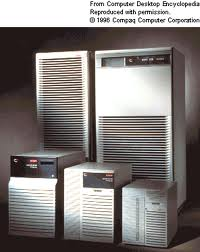 From Computer Desktop Encyclopedia
Reproduced with permission.
© 1996 Compaq Computer Corporation